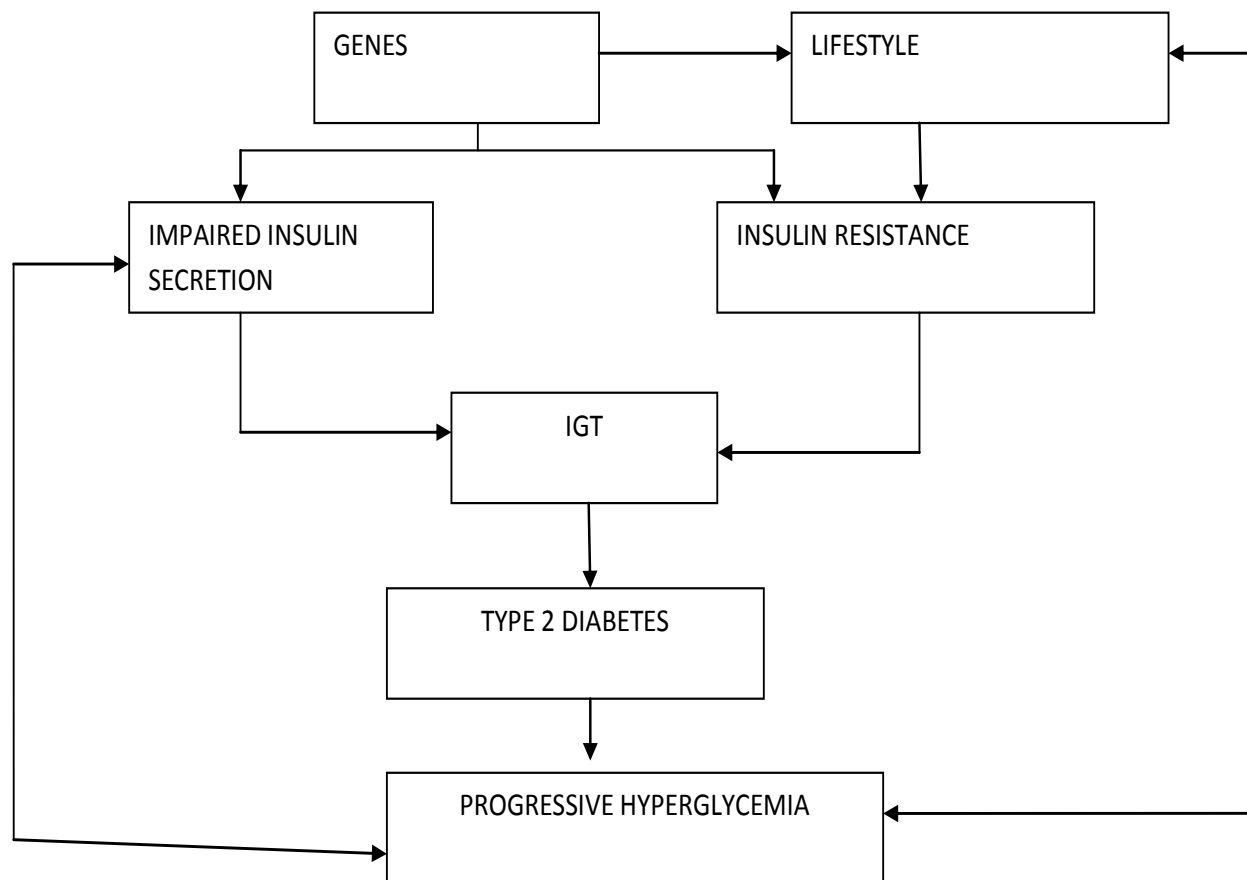 GENES
LIFESTYLE
IMPAIRED INSULIN
SECRETION
INSULIN RESISTANCE
IGT
TYPE 2 DIABETES
PROGRESSIVE HYPERGLYCEMIA